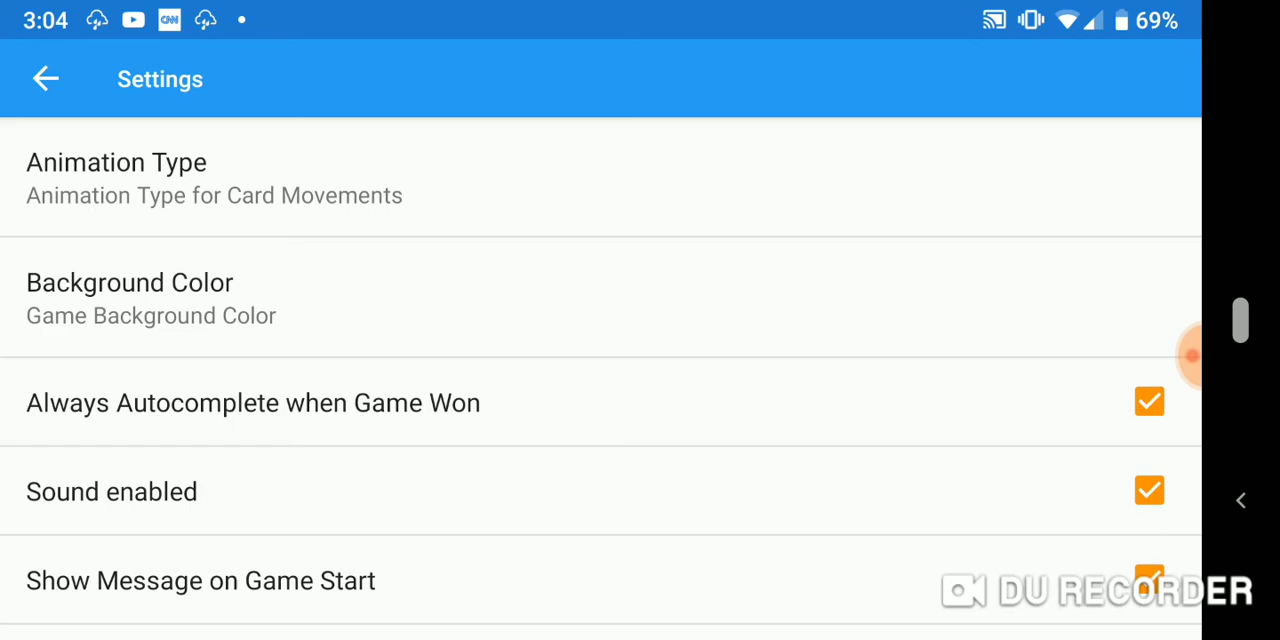 3:04 CNN 69%
Settings
Animation Type
Animation Type for Card Movements
Background Color
Game Background Color
Always Autocomplete when Game Won
Sound enabled
Show Message on Game Start
DU RECORDER